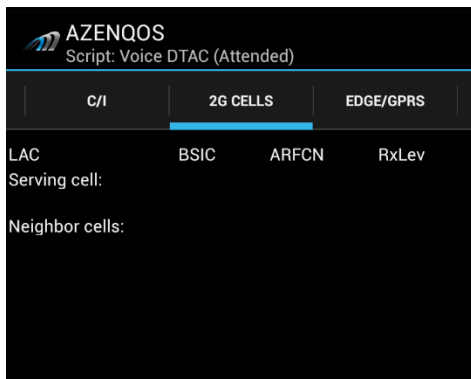 AZENQOS
Script: Voice DTAC (Attended)
C/I 2G CELLS EDGE/GPRS
LAC BSIC ARFCN RxLev
Serving cell:
Neighbor cells: